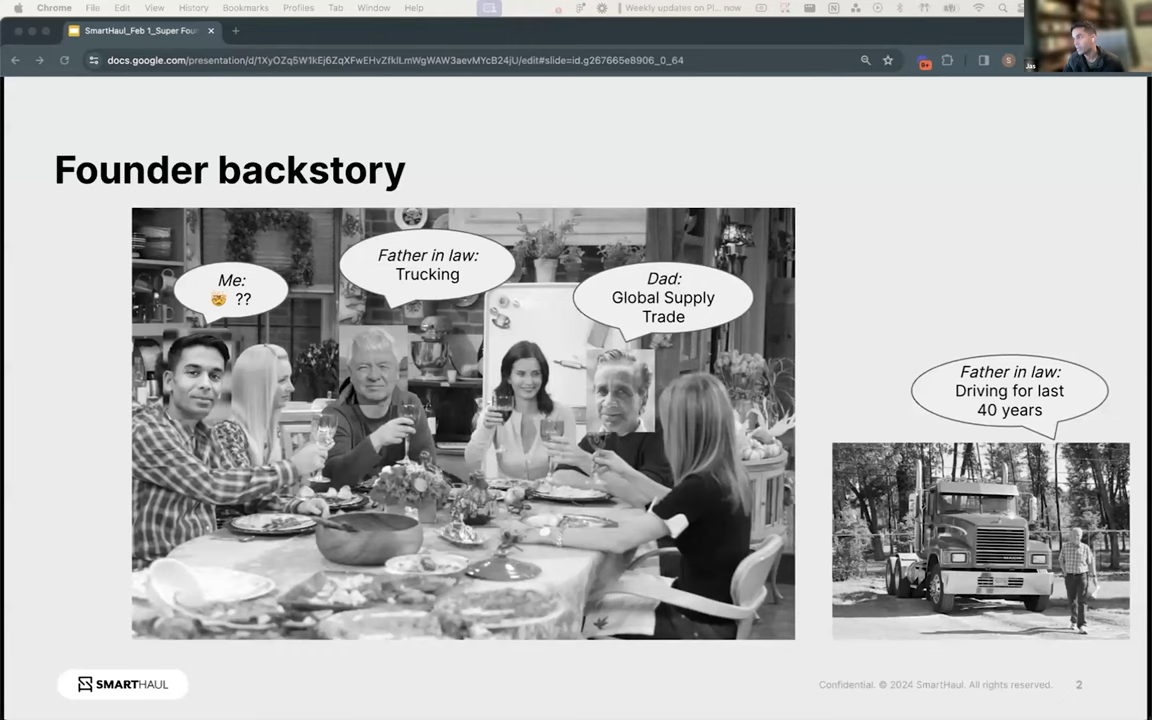 Chrome File Edit View History Bookmarks Profiles Tab Window Help Weekly updates on Pl... now
SmartHaul_Feb 1_Super Four
docs.google.com/presentation/d/1XyOZq5W1kEj6ZqXFwEHvZfklLmWgWAW3aevMYcB24jU/edit#slide=id.g267665e8906_0_64
9+
S
Jas
Founder backstory
Me:
🤯 ??
Father in law:
Trucking
Dad:
Global Supply
Trade
Father in law:
Driving for last
40 years
SMARTHAUL
Confidential. © 2024 SmartHaul. All rights reserved. 2